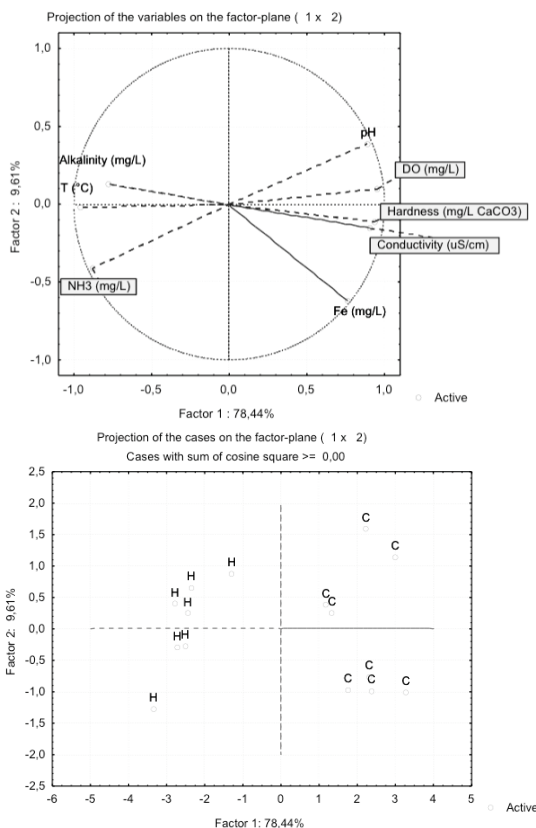 Projection of the variables on the factor-plane ( 1 x 2)
1,0
0,5
0,0
-0,5
-1,0
Factor 2 : 9,61%
pH
Alkalinity (mg/L)
DO (mg/L)
T (°C)
Hardness (mg/L CaCO3)
Conductivity (uS/cm)
NH3 (mg/L)
Fe (mg/L)
-1,0 -0,5 0,0 0,5 1,0
Active
Factor 1 : 78,44%
Projection of the cases on the factor-plane ( 1 x 2)
Cases with sum of cosine square >= 0,00
2,5
2,0
1,5
1,0
0,5
0,0
-0,5
-1,0
-1,5
-2,0
-2,5
Factor 2: 9,61%
C
C
H
H
H
C
H
C
H H
C
C C C
H
-6 -5 -4 -3 -2 -1 0 1 2 3 4 5
Active
Factor 1: 78,44%